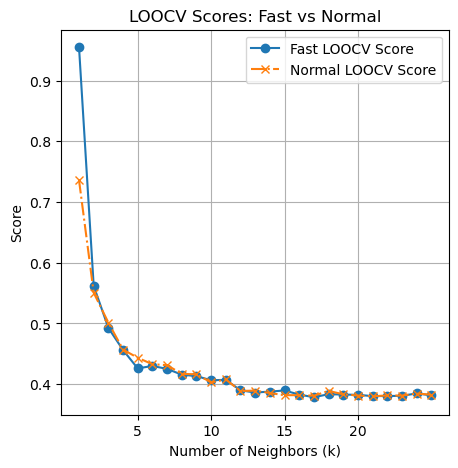 LOOCV Scores: Fast vs Normal
Fast LOOCV Score
Normal LOOCV Score
0.9
0.8
0.7
0.6
0.5
0.4
Score
5
10
15
20
Number of Neighbors (k)